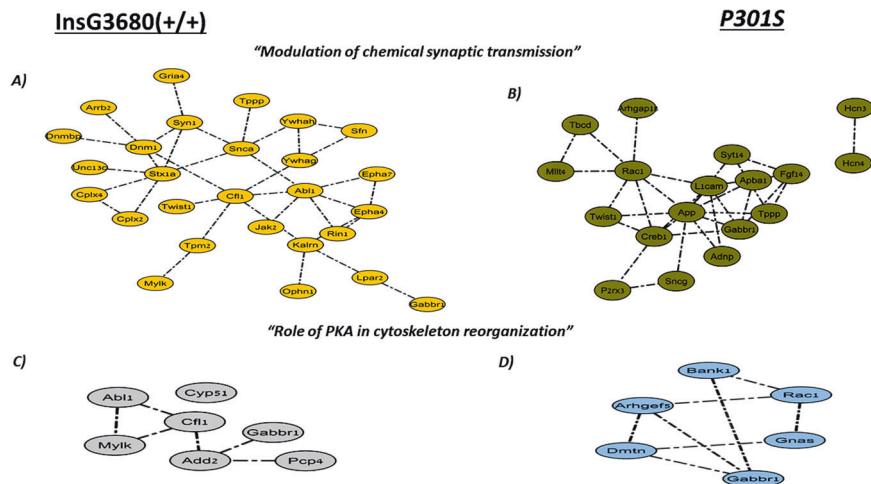 InsG3680(+/+)
P301S
“Modulation of chemical synaptic transmission”
A)
Gria4
Arrb2
Syn1
Tppp
Ywhah
Sfn
Dnmbp
Dnm1
Snca
Ywhag
Unc13c
Stx1a
Epha7
Cplx4
Cfl1
Abl1
Twist1
Epha4
Cplx2
Jak2
Rin1
Tpm2
Kalrn
Mylk
Ophn1
Lpar2
Gabbr1
B)
Arhgap18
Hcn3
Tbcd
Syt14
Hcn4
Mllt4
Rac1
L1cam
Apba1
Fgf14
Twist1
App
Tppp
Creb1
Gabbr1
Adnp
P2rx3
Sncg
“Role of PKA in cytoskeleton reorganization”
C)
Abl1
Cyp51
Cfl1
Mylk
Gabbr1
Add2
Pcp4
D)
Bank1
Rac1
Arhgef5
Gnas
Dmtn
Gabbr1